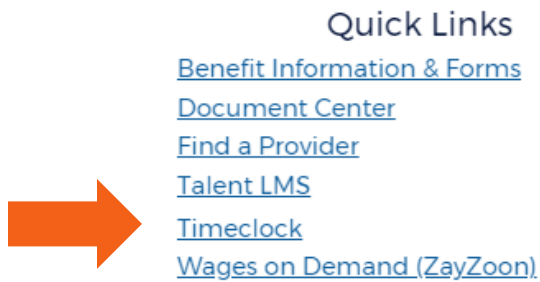 Quick Links
Benefit Information & Forms
Document Center
Find a Provider
Talent LMS
Timeclock
Wages on Demand (ZayZoon)